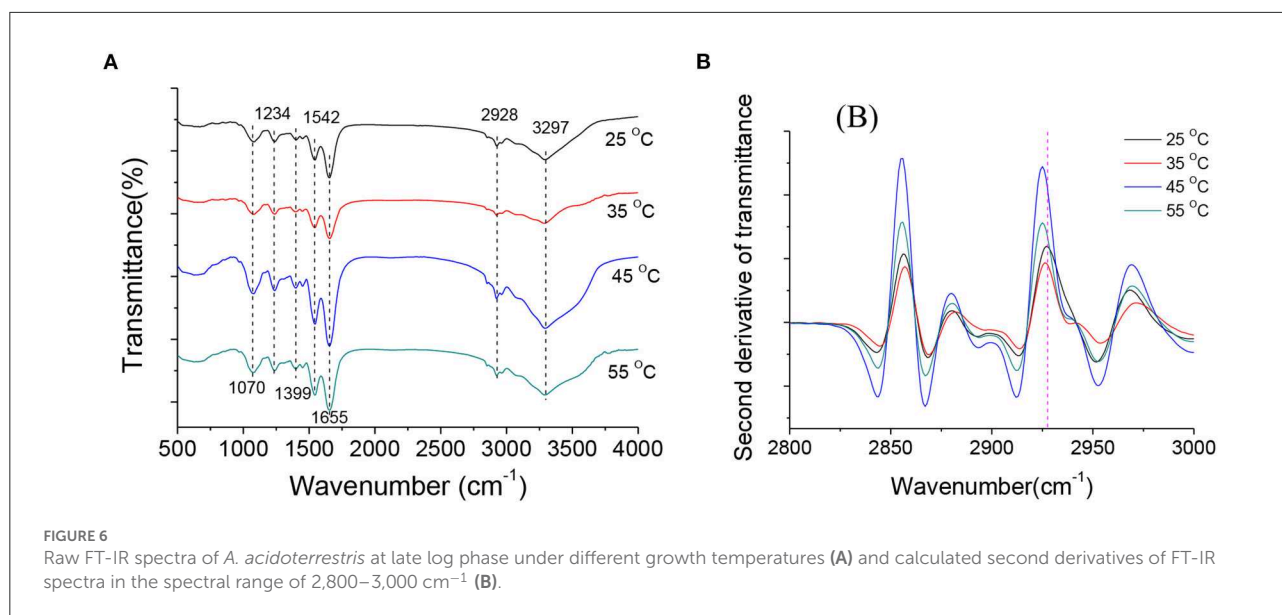 A
Transmittance(%)
1234
1542
2928
3297
25 °C
35 °C
45 °C
55 °C
1070
1399
1655
500 1000 1500 2000 2500 3000 3500 4000
Wavenumber (cm-1)
B
(B)
25 °C
35 °C
45 °C
55 °C
Second derivative of transmittance
2800 2850 2900 2950 3000
Wavenumber(cm-1)
FIGURE 6
Raw FT-IR spectra of A. acidoterrestris at late log phase under different growth temperatures (A) and calculated second derivatives of FT-IR
spectra in the spectral range of 2,800–3,000 cm−1 (B).